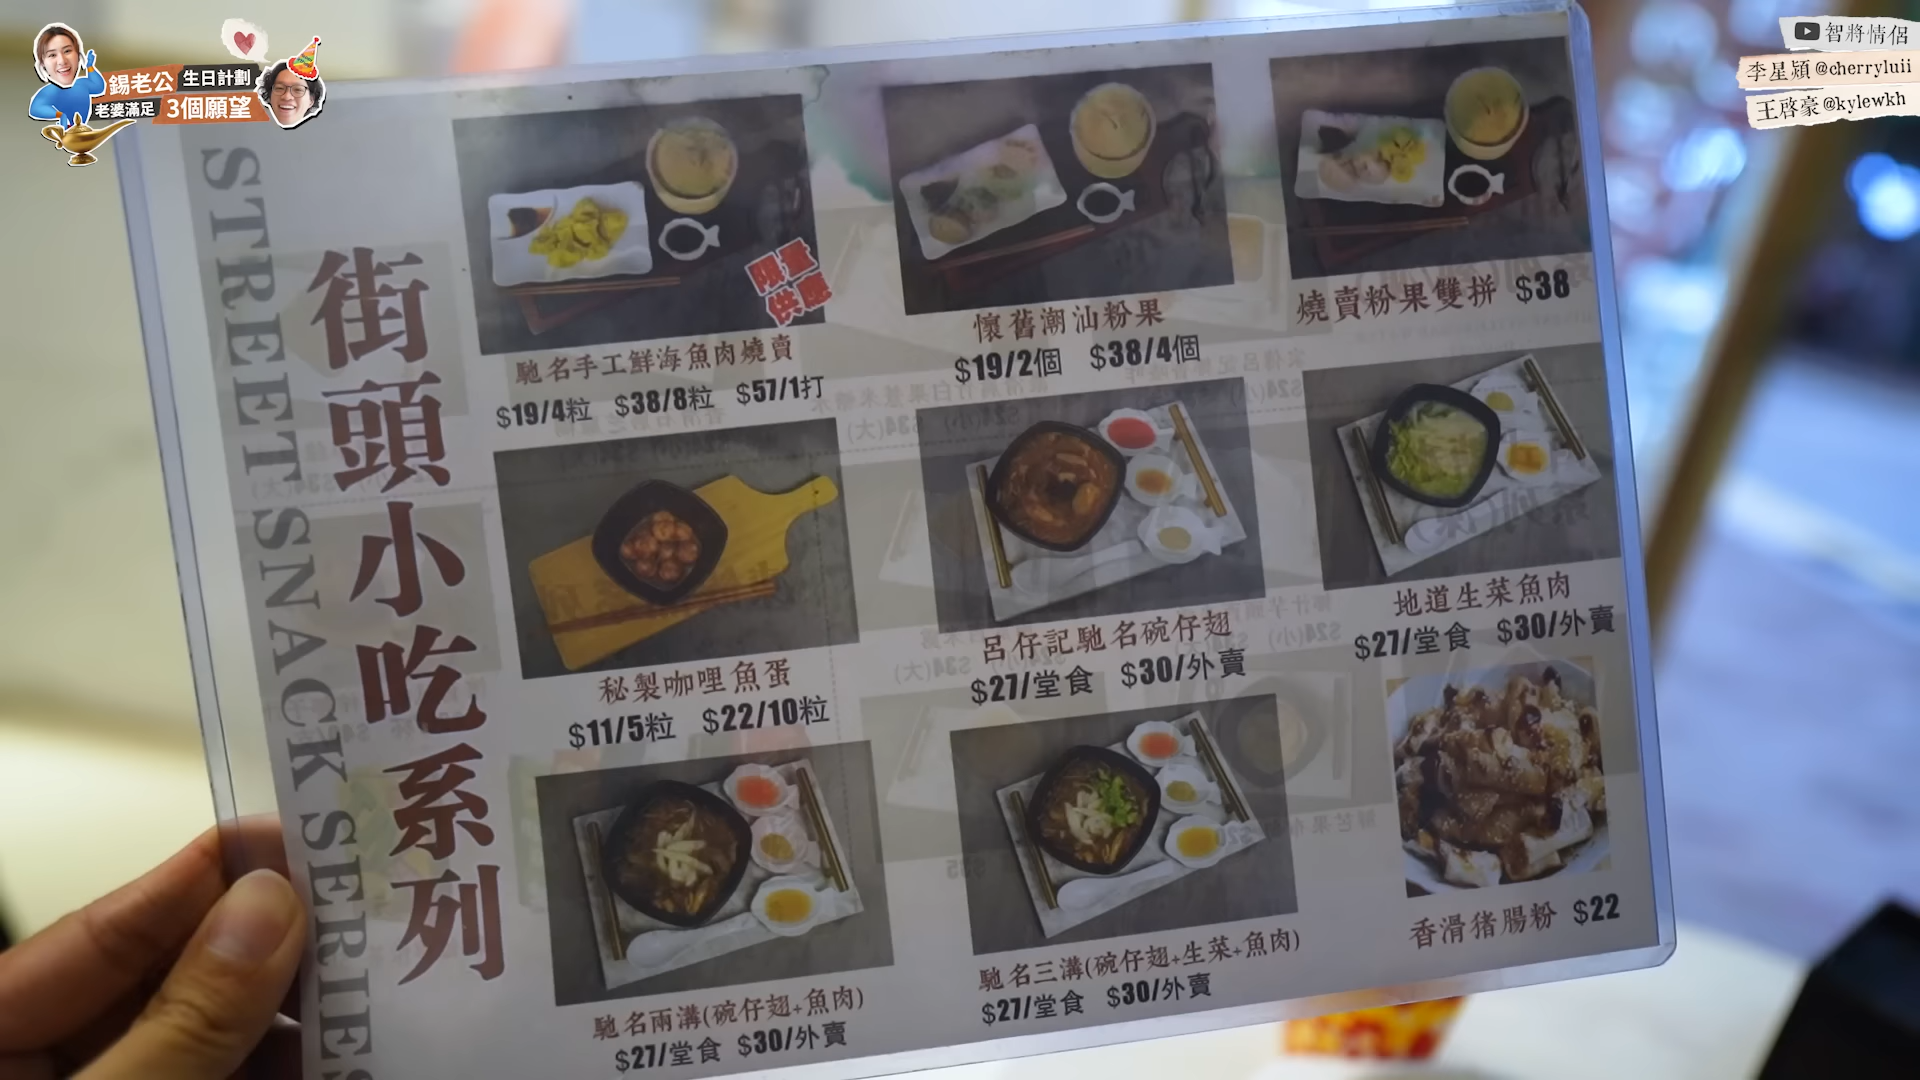 錫老公 生日計劃
老婆滿足 3個願望
智將情侶
李星穎@cherryluii
王啓豪@kylewkh
STREET SNACK SERIES
街頭小吃系列
限量
供應
馳名手工鮮海魚肉燒賣
$19/4粒 $38/8粒 $57/1打
懷舊潮汕粉果
$19/2個 $38/4個
燒賣粉果雙拼 $38
秘製咖哩魚蛋
$11/5粒 $22/10粒
呂仔記馳名碗仔翅
$27/堂食 $30/外賣
地道生菜魚肉
$27/堂食 $30/外賣
馳名兩溝(碗仔翅+魚肉)
$27/堂食 $30/外賣
馳名三溝(碗仔翅+生菜+魚肉)
$27/堂食 $30/外賣
香滑猪腸粉 $22